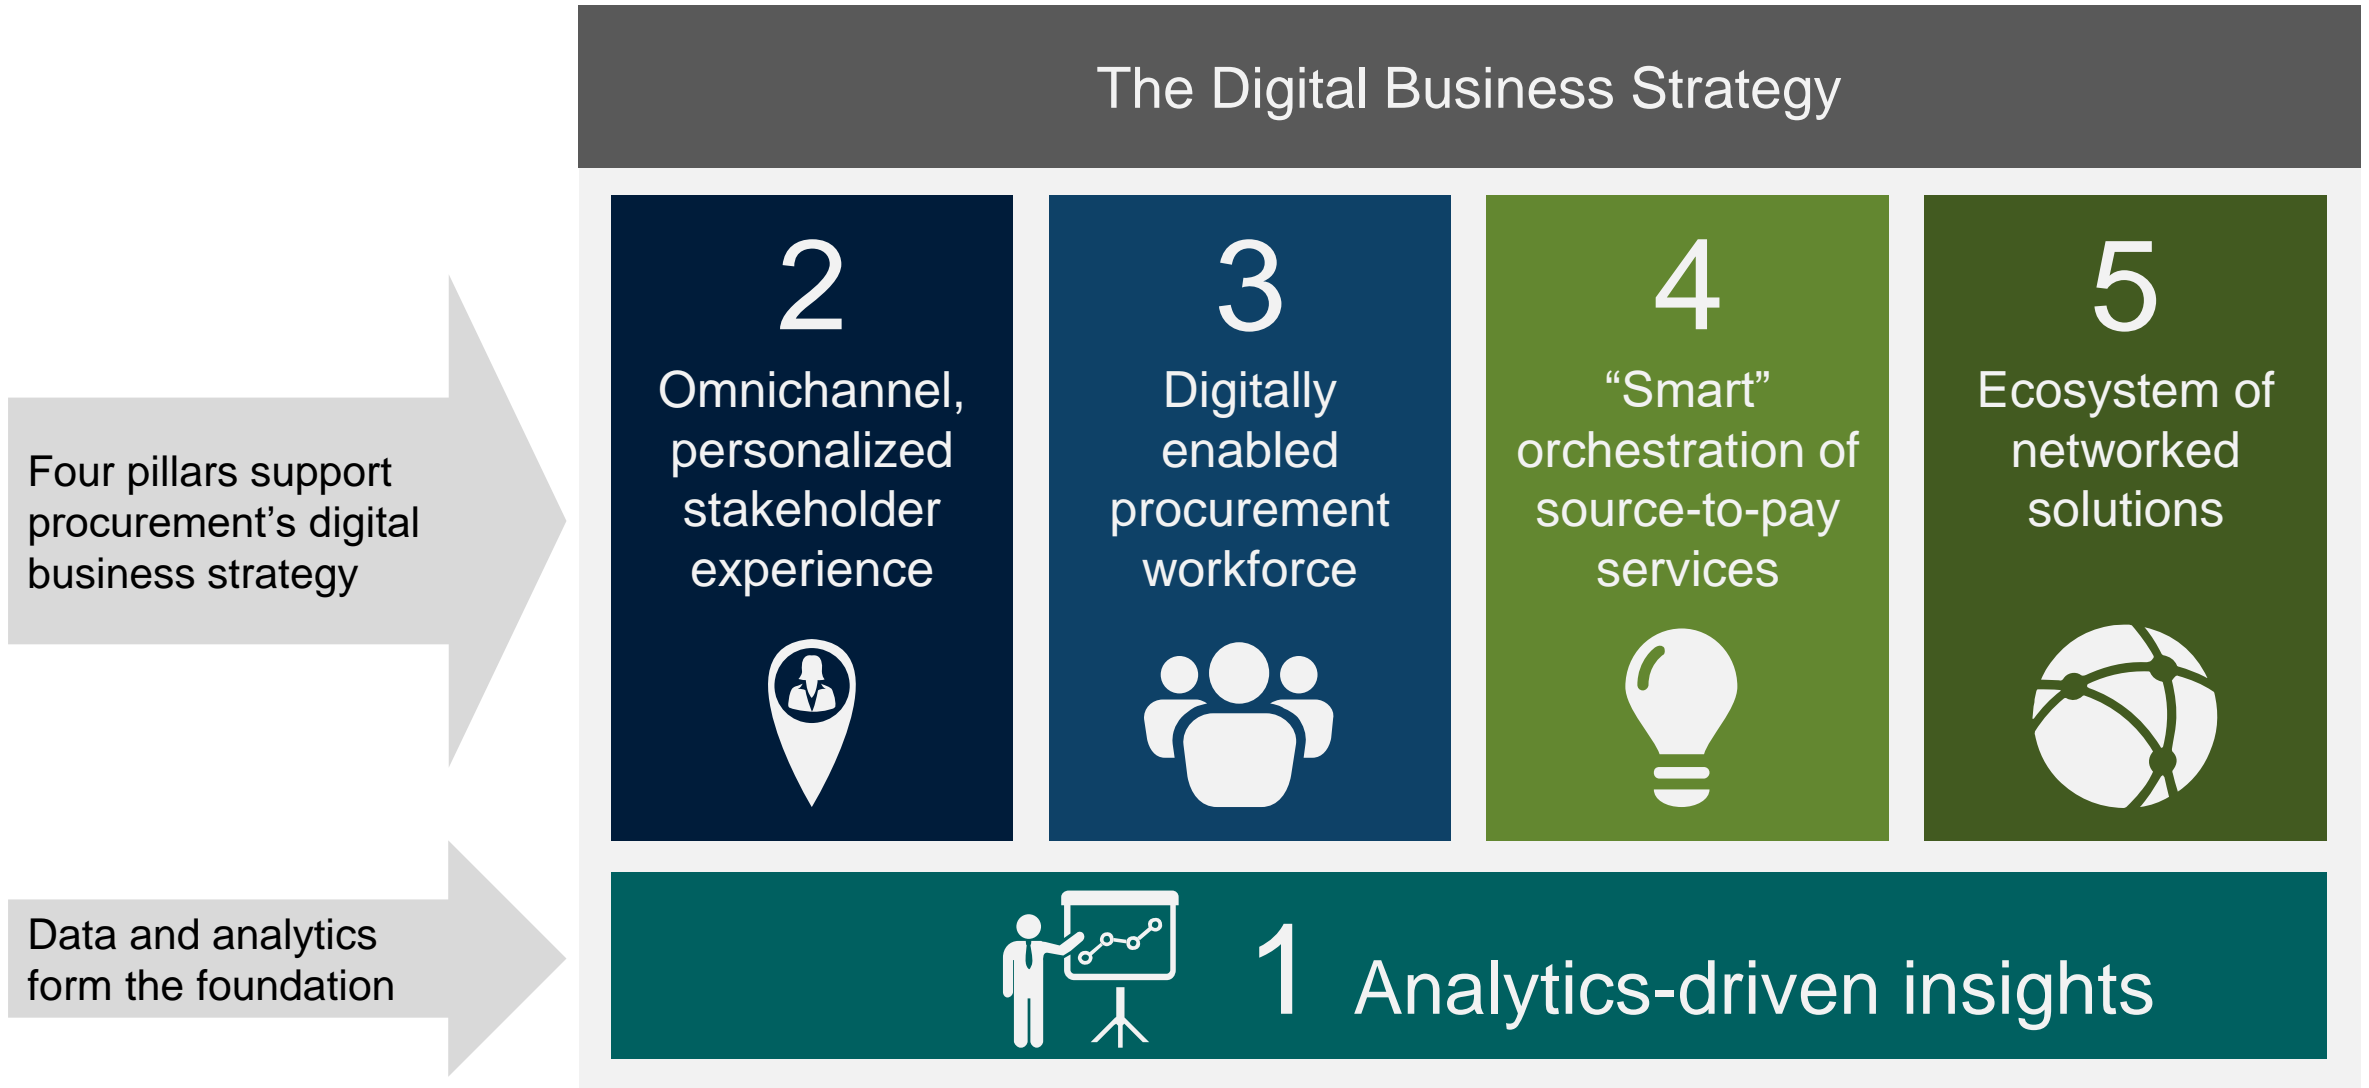 The Digital Business Strategy
Four pillars support
procurement’s digital
business strategy
2
Omnichannel,
personalized
stakeholder
experience
3
Digitally
enabled
procurement
workforce
4
“Smart”
orchestration of
source-to-pay
services
5
Ecosystem of
networked
solutions
Data and analytics
form the foundation
1 Analytics-driven insights